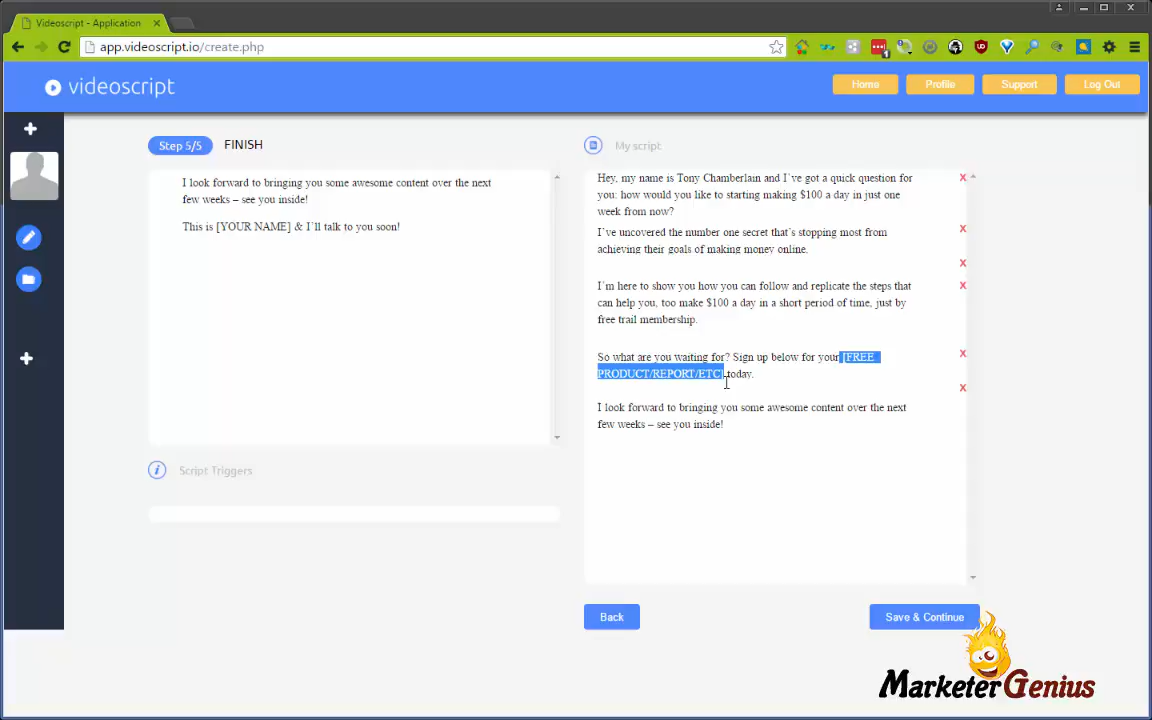 Videoscript - Application
app.videoscript.io/create.php
videoscript
Home
Profile
Support
Log Out
Step 5/5
FINISH
I look forward to bringing you some awesome content over the next
few weeks – see you inside!
This is [YOUR NAME] & I'll talk to you soon!
Script Triggers
My script
Hey, my name is Tony Chamberlain and I've got a quick question for
you: how would you like to starting making $100 a day in just one
week from now?
I've uncovered the number one secret that's stopping most from
achieving their goals of making money online.
I'm here to show you how you can follow and replicate the steps that
can help you, too make $100 a day in a short period of time, just by
free trail membership.
So what are you waiting for? Sign up below for your [FREE
PRODUCT/REPORT/ETC] today.
I look forward to bringing you some awesome content over the next
few weeks – see you inside!
X
X
X
X
X
X
Back
Save & Continue
MarketerGenius